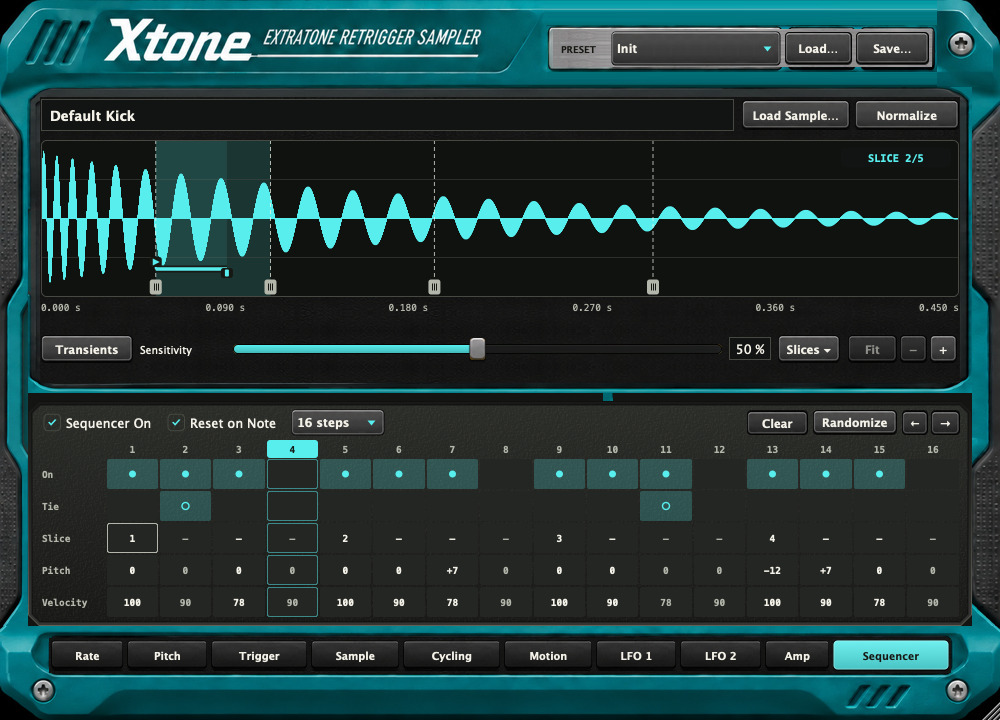 Xtone EXTRATONE RETRIGGER SAMPLER
PRESET Init Load... Save...
Default Kick Load Sample... Normalize
SLICE 2/5
0.000 s 0.090 s 0.180 s 0.270 s 0.360 s 0.450 s
Transients Sensitivity 50 % Slices Fit − +
Sequencer On Reset on Note 16 steps Clear Randomize ← →
1 2 3 4 5 6 7 8 9 10 11 12 13 14 15 16
On
Tie
Slice 1 – – – 2 – – – 3 – – – 4 – – –
Pitch 0 0 0 0 0 0 +7 0 0 0 0 0 −12 +7 0 0
Velocity 100 90 78 90 100 90 78 90 100 90 78 90 100 90 78 90
Rate Pitch Trigger Sample Cycling Motion LFO 1 LFO 2 Amp Sequencer